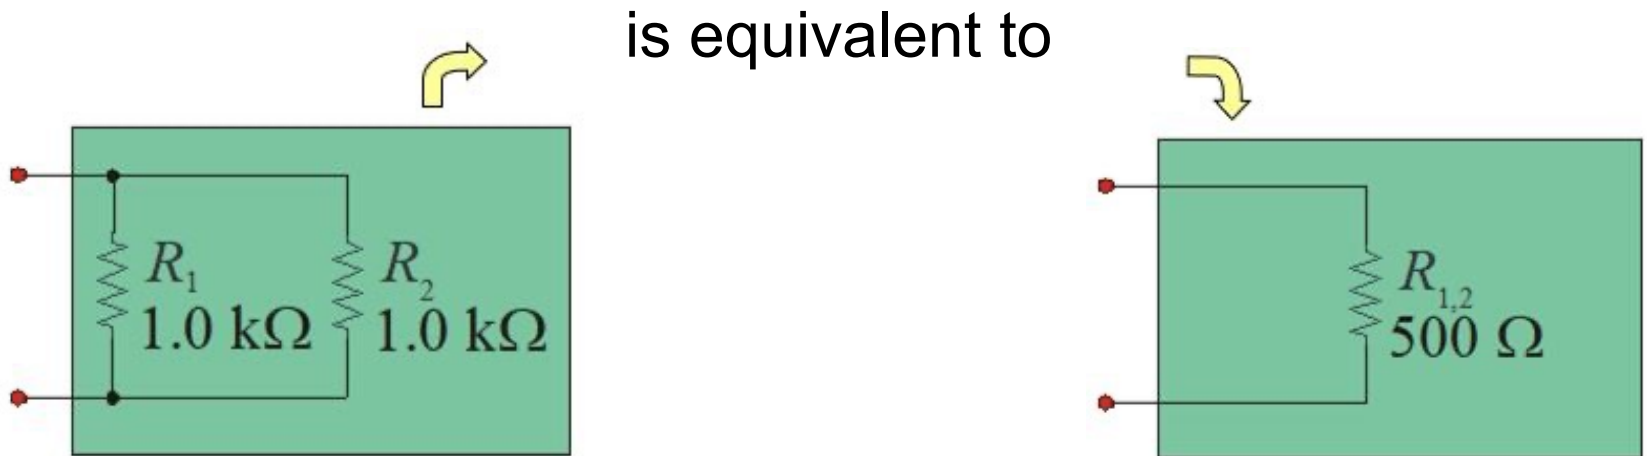 is equivalent to
R₁
1.0 kΩ
R₂
1.0 kΩ
R₁,₂
500 Ω